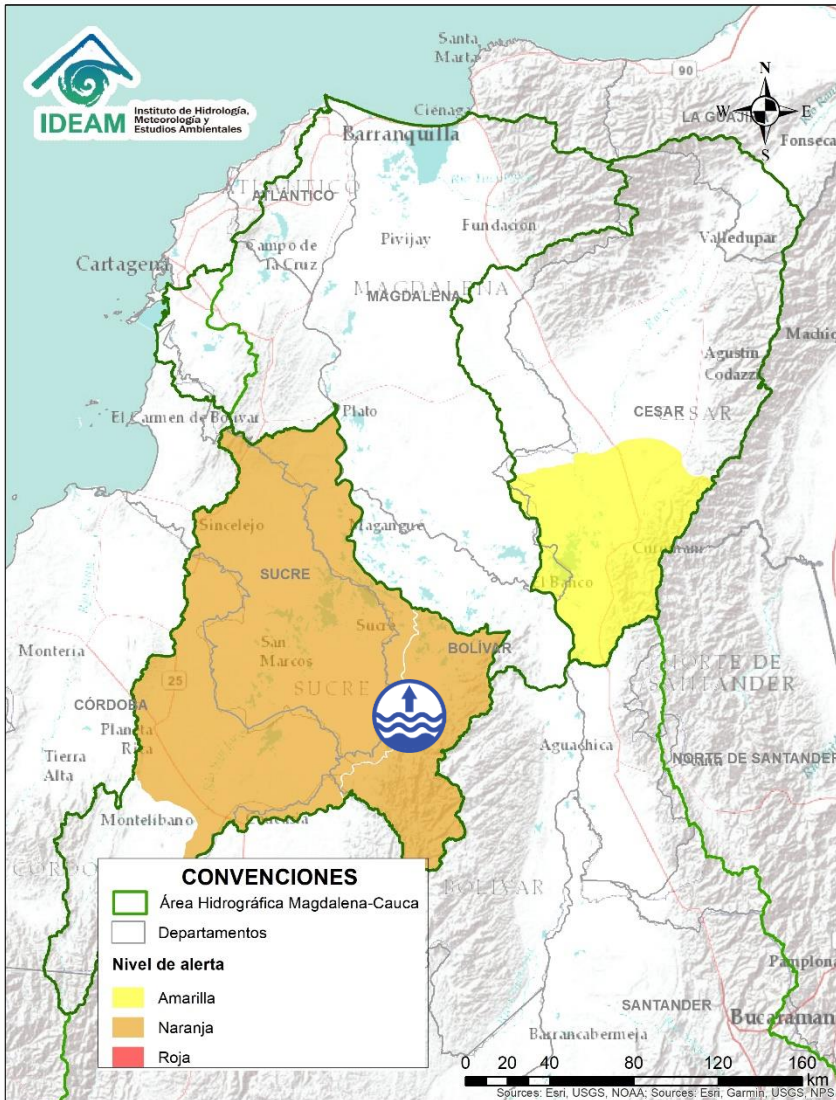 IDEAM
Instituto de Hidrología,
Meteorología y
Estudios Ambientales
Santa
Marta
90
N
W
E
S
LA GUAJI
Fonseca
Ciénaga
Barranquilla
ATLÁNTICO
Campo de
la Cruz
Pivijay
Fundación
Valledupar
Cartagena
MAGDALENA
MAGDALENA
Agustín
Codazzi
El Carmen de Bolívar
Plato
CESAR
CESAR
Sincelejo
Magangué
SUCRE
El Banco
Montería
San
Marcos
Sucre
BOLÍVAR
SUCRE
25
CÓRDOBA
Planeta
Rica
NORTE DE
SANTANDER
Tierra
Alta
Aguachica
NORTE DE SANTANDER
Montelíbano
BOLÍVAR
CONVENCIONES
Área Hidrográfica Magdalena-Cauca
Departamentos
Nivel de alerta
Amarilla
Naranja
Roja
Pamplona
SANTANDER
Bucaraman
Barrancabermeja
0 20 40 80 120 160
km
Sources: Esri, USGS, NOAA; Sources: Esri, Garmin, USGS, NPS